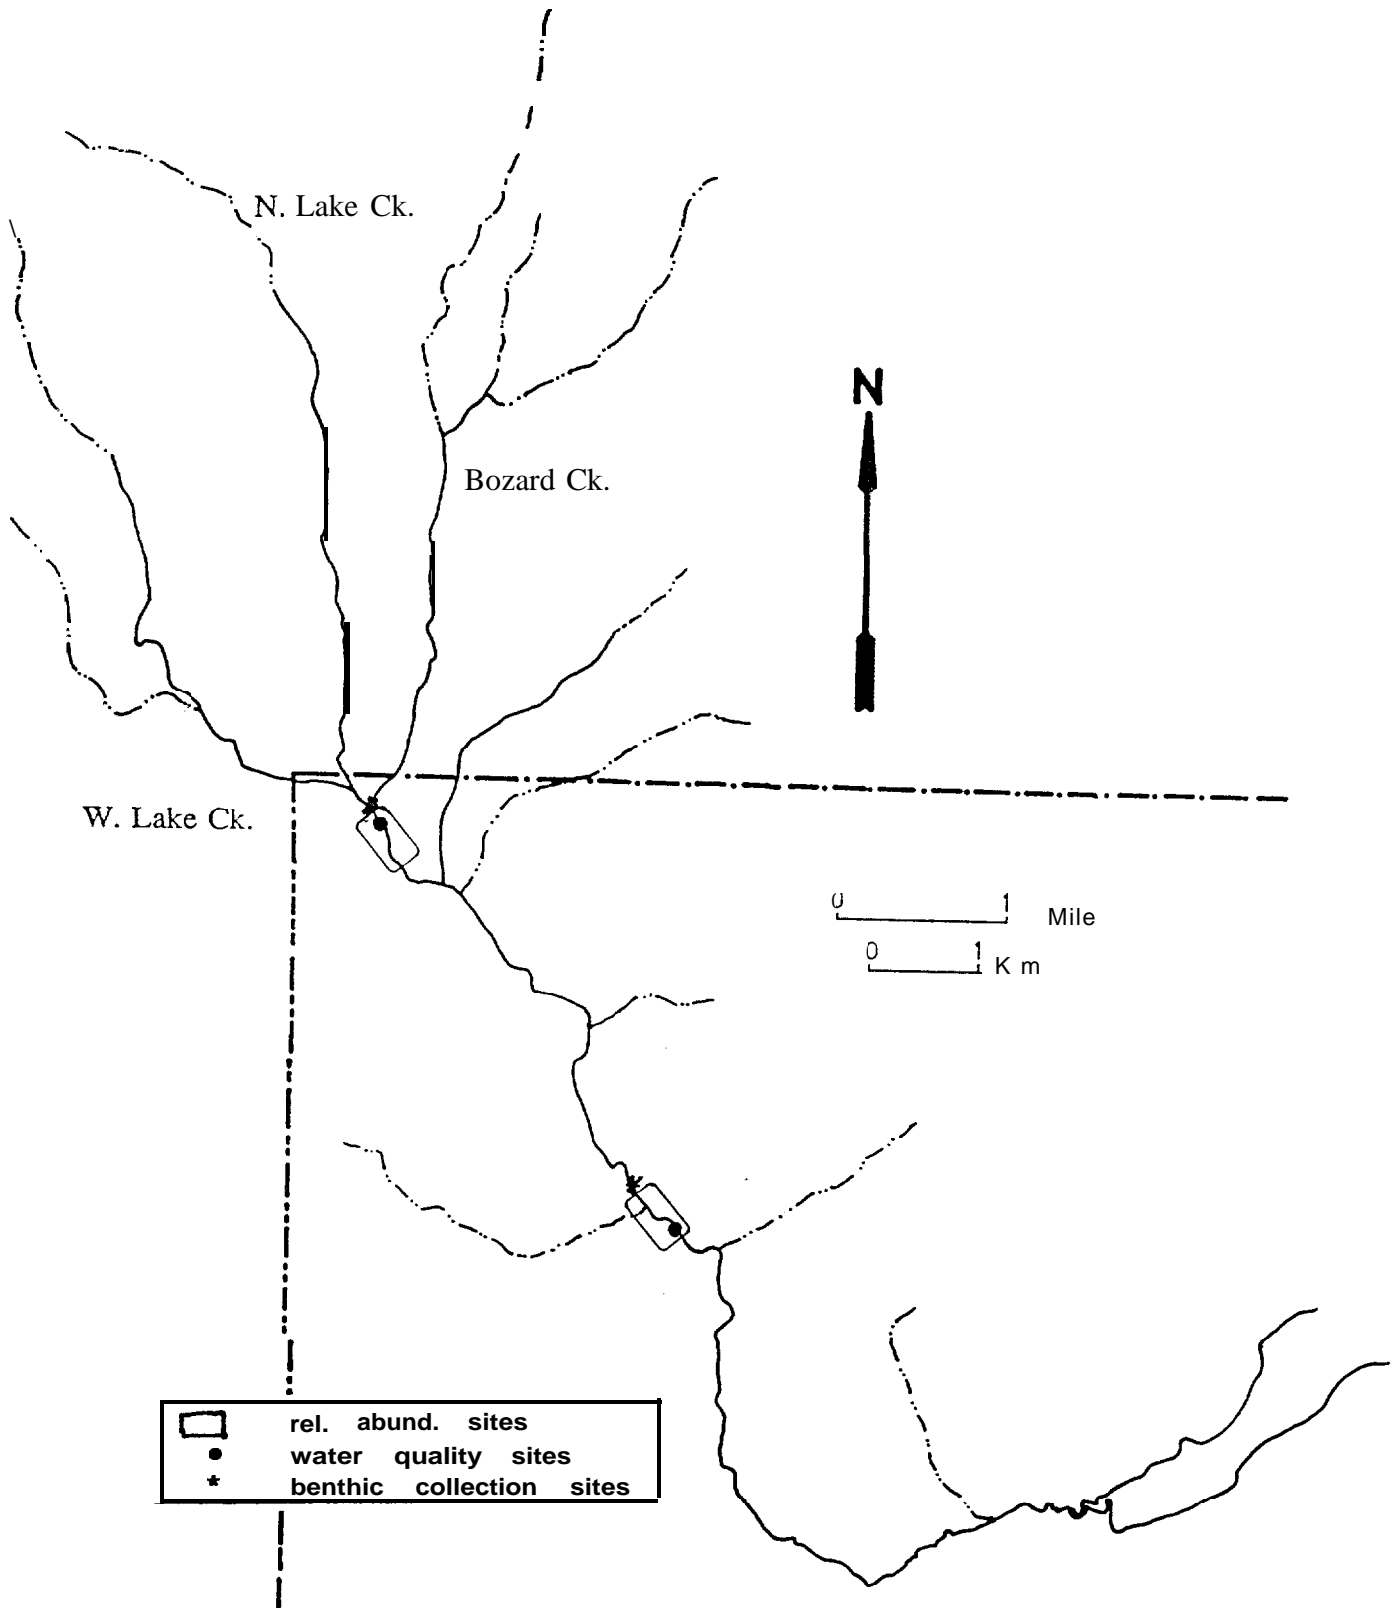 N. Lake Ck.
N
Bozard Ck.
W. Lake Ck.
0 1 Mile
0 1 Km
rel. abund. sites
water quality sites
benthic collection sites